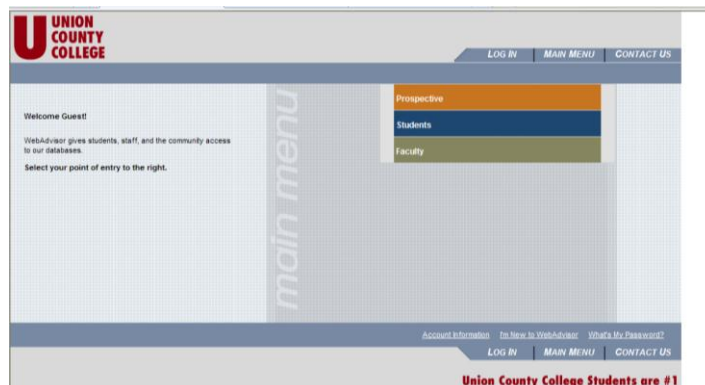 UNION
COUNTY
COLLEGE
LOG IN MAIN MENU CONTACT US
Welcome Guest!
WebAdvisor gives students, staff, and the community access
to our databases.
Select your point of entry to the right.
main menu
Prospective
Students
Faculty
Account Information I'm New to WebAdvisor What's My Password?
LOG IN MAIN MENU CONTACT US
Union County College Students are #1